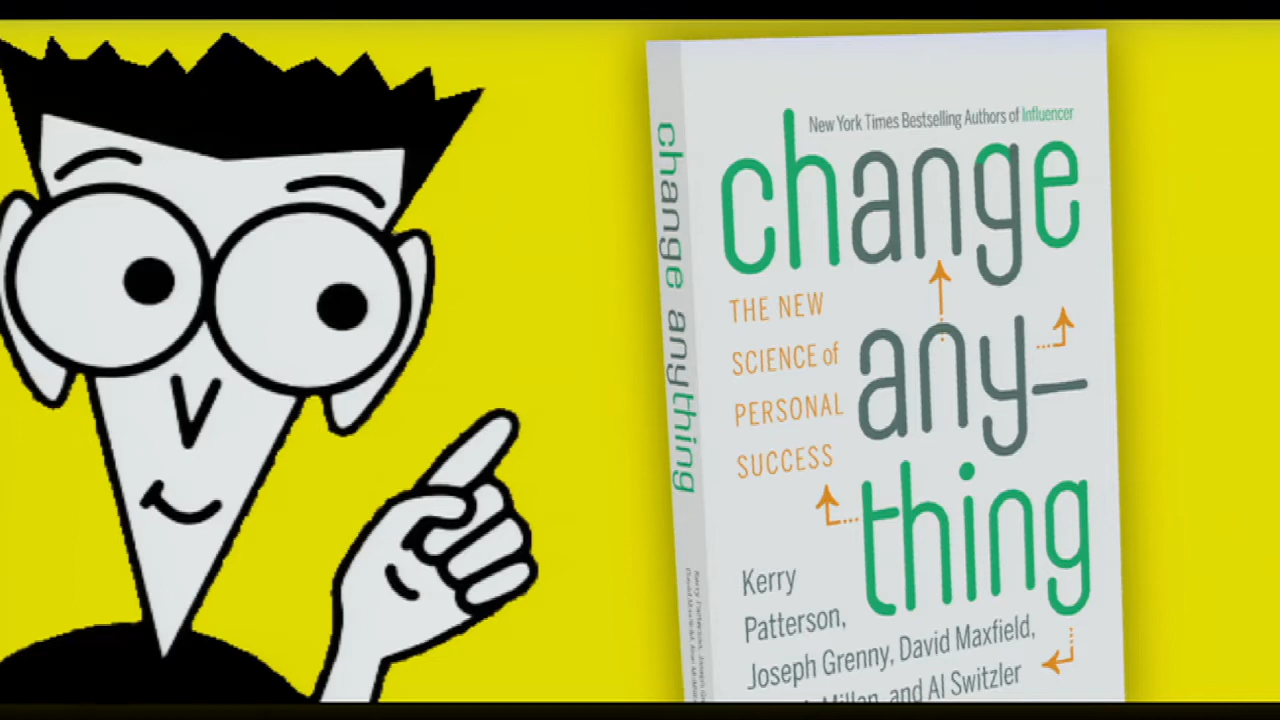 New York Times Bestselling Authors of Influencer
change
any–
thing
THE NEW
SCIENCE of
PERSONAL
SUCCESS
Kerry
Patterson,
Joseph Grenny, David Maxfield,
and Al Switzler
change anything